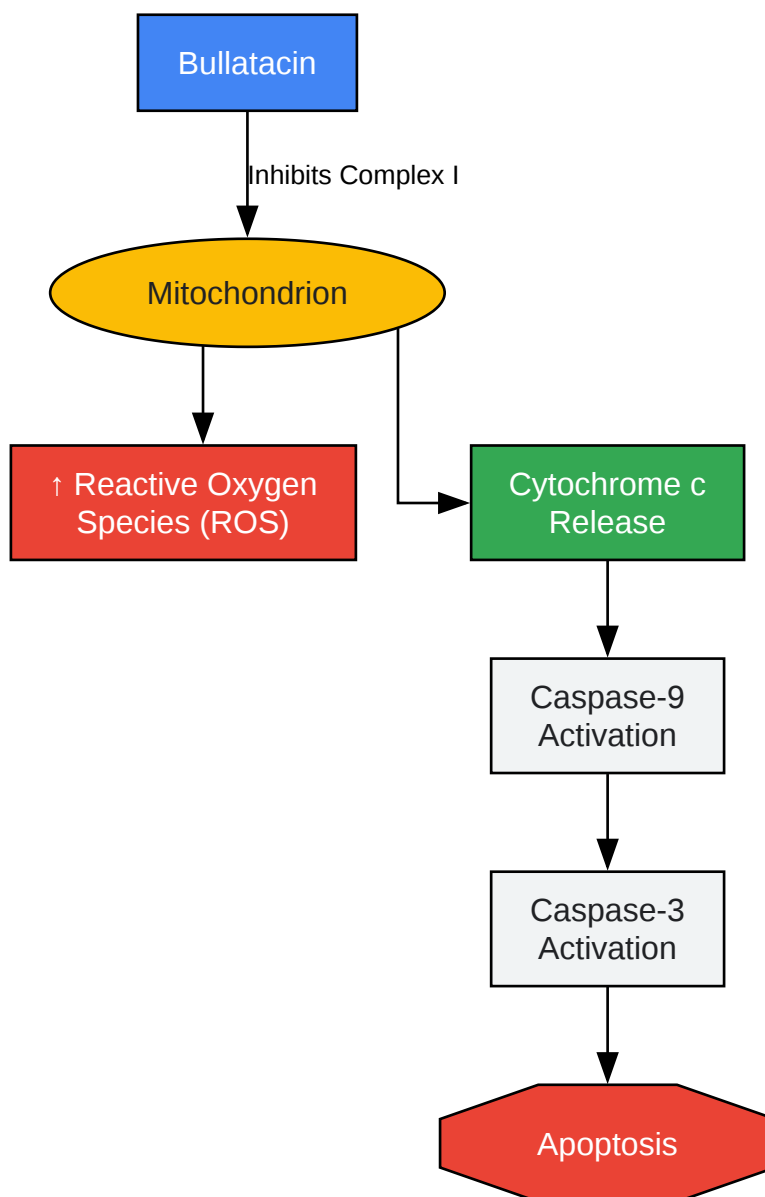 Bullatacin
Inhibits Complex I
Mitochondrion
↑ Reactive Oxygen
Species (ROS)
Cytochrome c
Release
Caspase-9
Activation
Caspase-3
Activation
Apoptosis